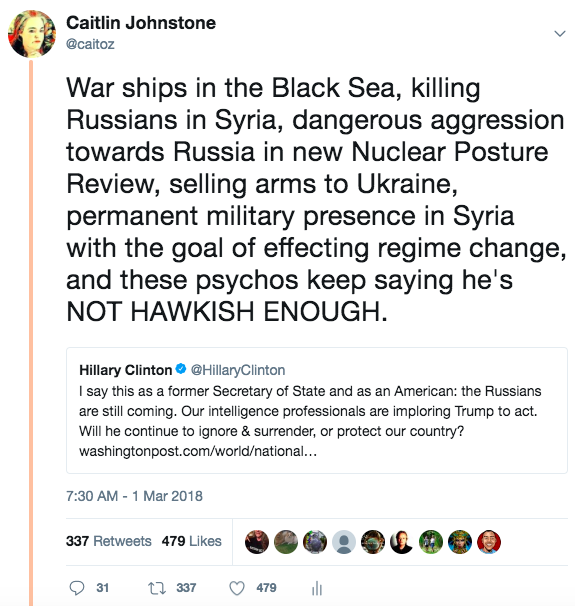 Caitlin Johnstone
@caitoz
War ships in the Black Sea, killing
Russians in Syria, dangerous aggression
towards Russia in new Nuclear Posture
Review, selling arms to Ukraine,
permanent military presence in Syria
with the goal of effecting regime change,
and these psychos keep saying he's
NOT HAWKISH ENOUGH.
Hillary Clinton @HillaryClinton
I say this as a former Secretary of State and as an American: the Russians
are still coming. Our intelligence professionals are imploring Trump to act.
Will he continue to ignore & surrender, or protect our country?
washingtonpost.com/world/national…
7:30 AM - 1 Mar 2018
337 Retweets 479 Likes
31 337 479